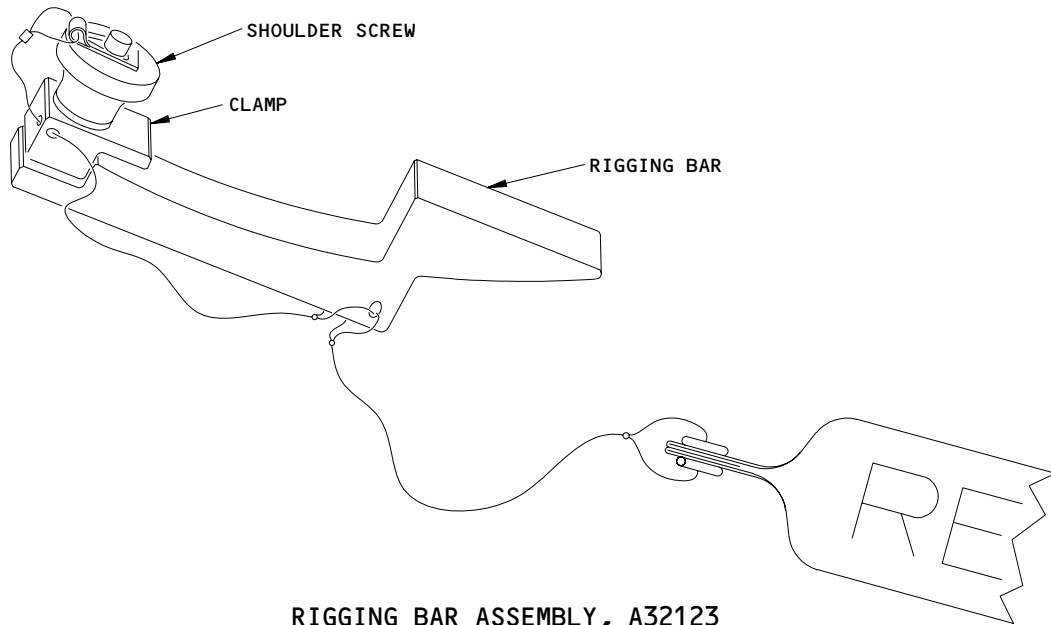 SHOULDER SCREW
CLAMP
RIGGING BAR
RE
RIGGING BAR ASSEMBLY, A32123